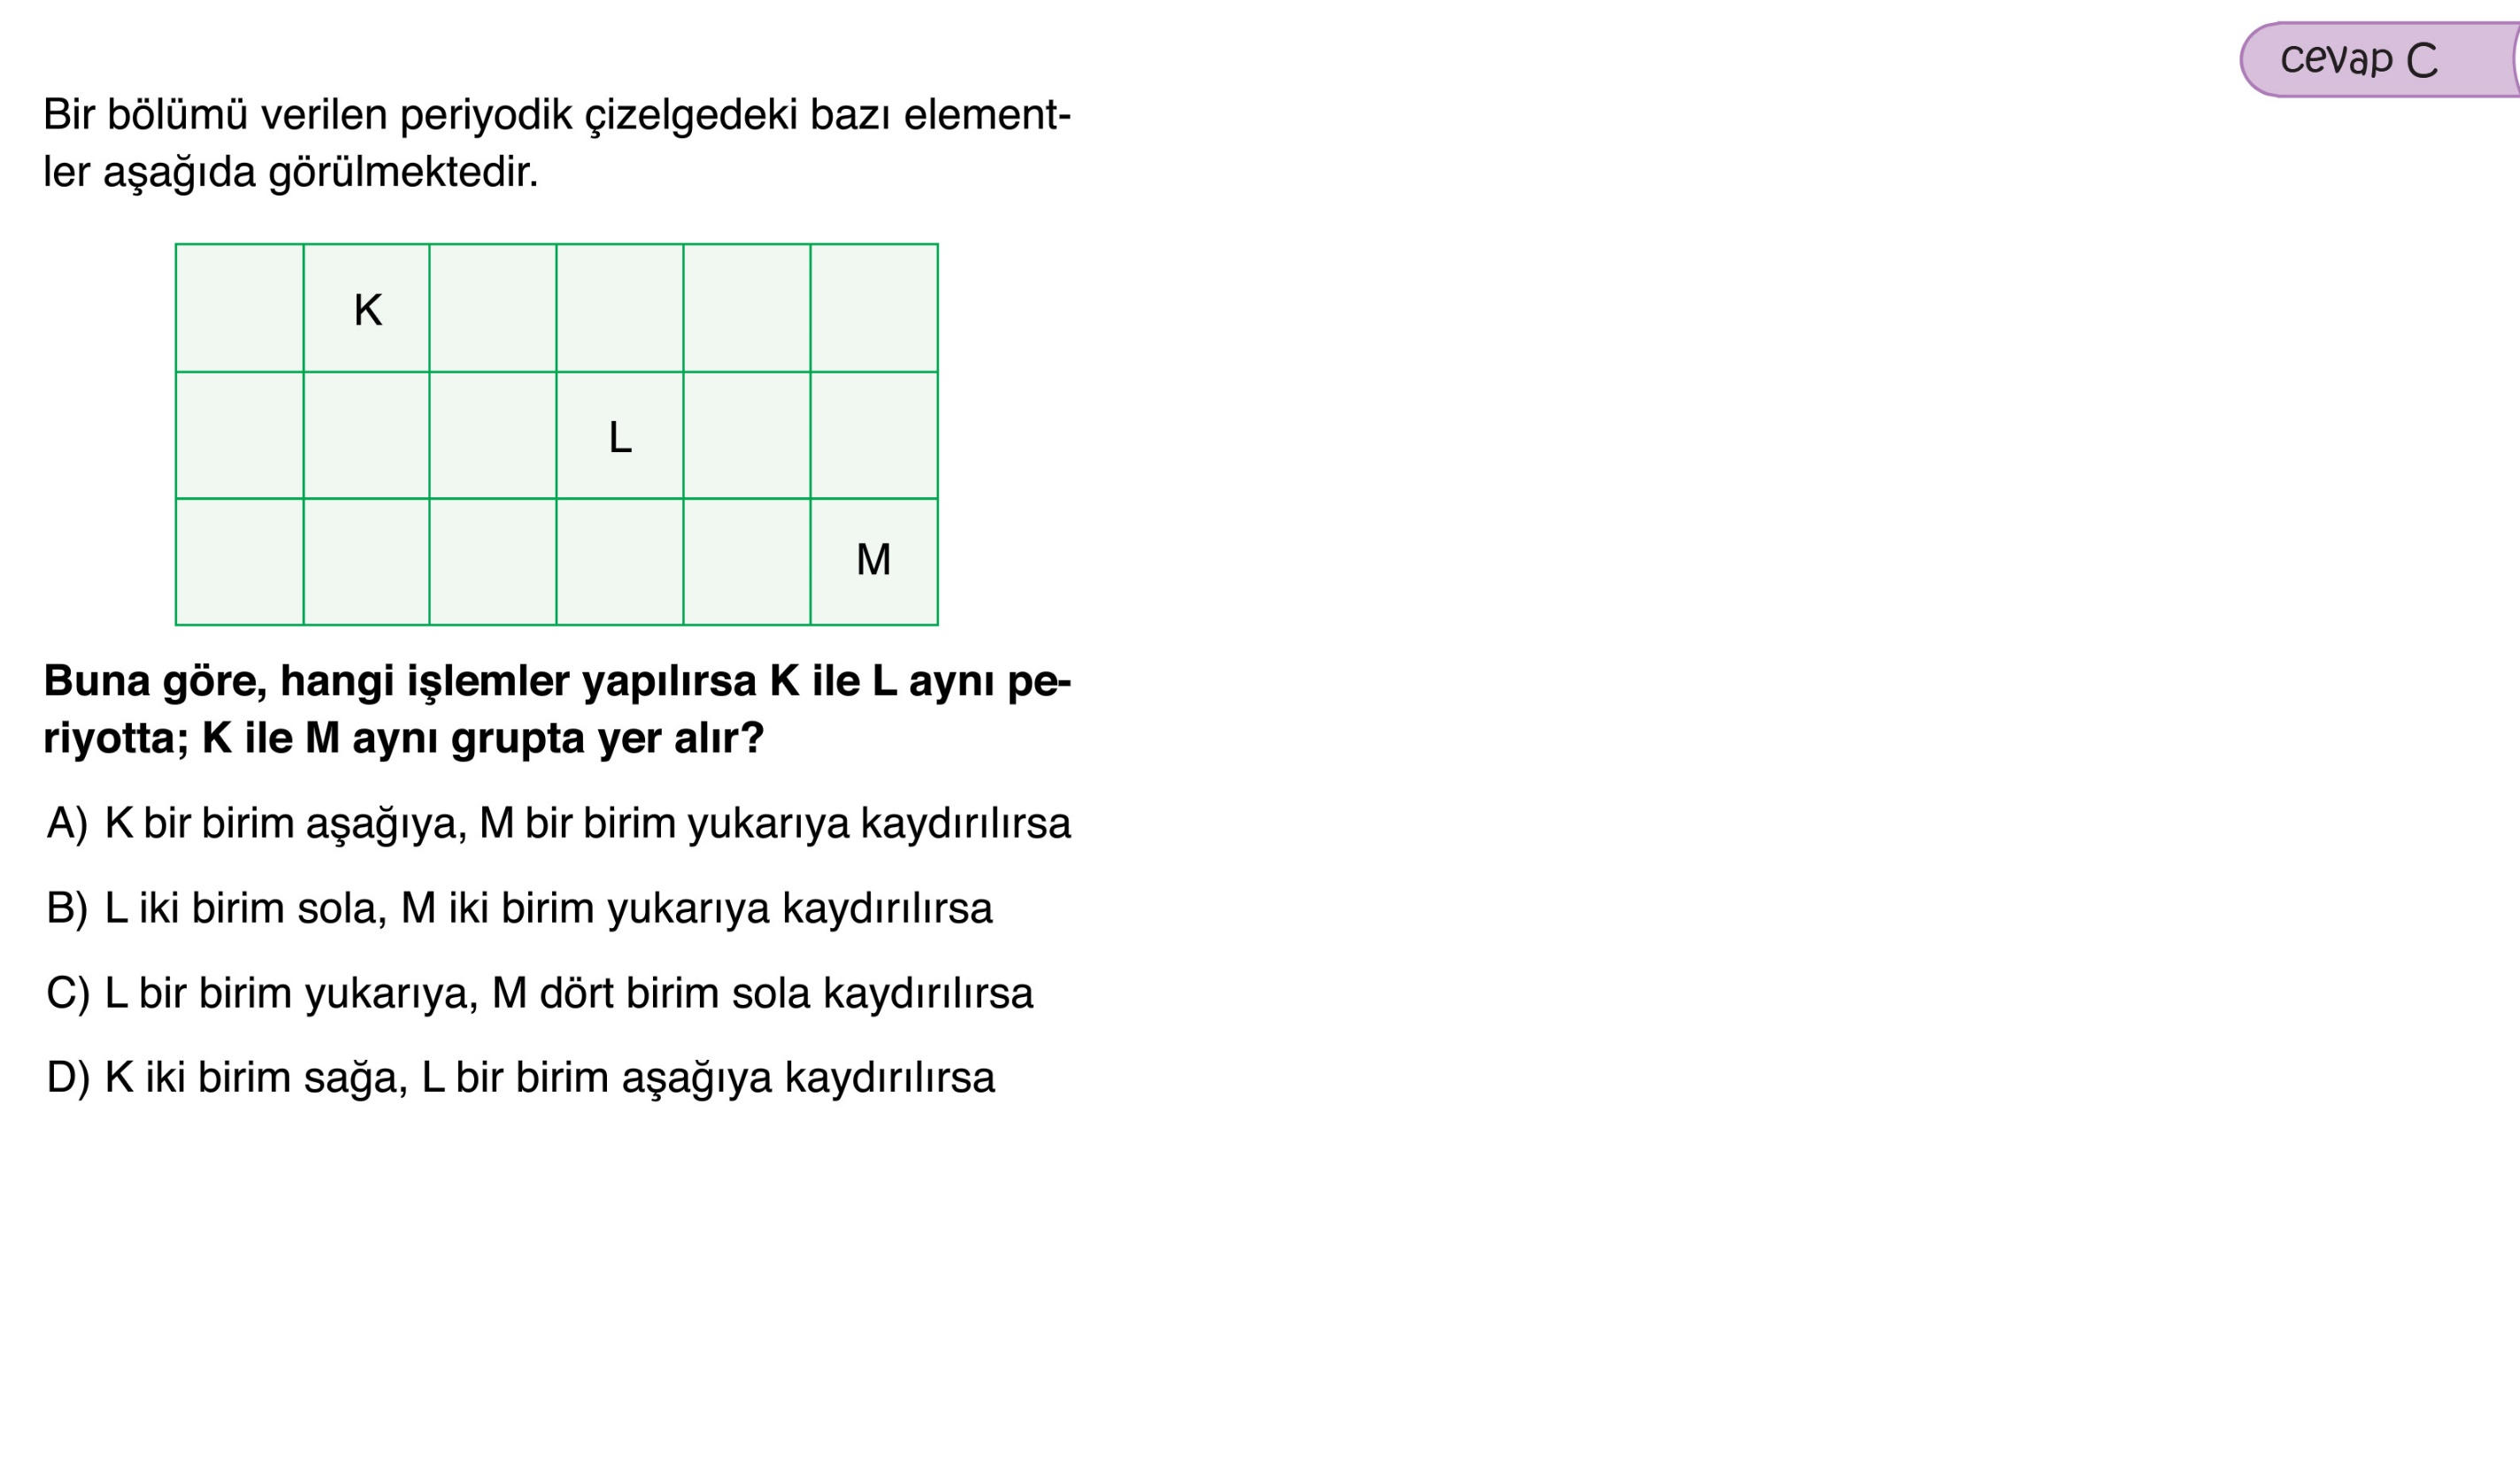 cevap C
Bir bölümü verilen periyodik çizelgedeki bazı element-
ler aşağıda görülmektedir.
K
L
M
Buna göre, hangi işlemler yapılırsa K ile L aynı pe-
riyotta; K ile M aynı grupta yer alır?
A) K bir birim aşağıya, M bir birim yukarıya kaydırılırsa
B) L iki birim sola, M iki birim yukarıya kaydırılırsa
C) L bir birim yukarıya, M dört birim sola kaydırılırsa
D) K iki birim sağa, L bir birim aşağıya kaydırılırsa